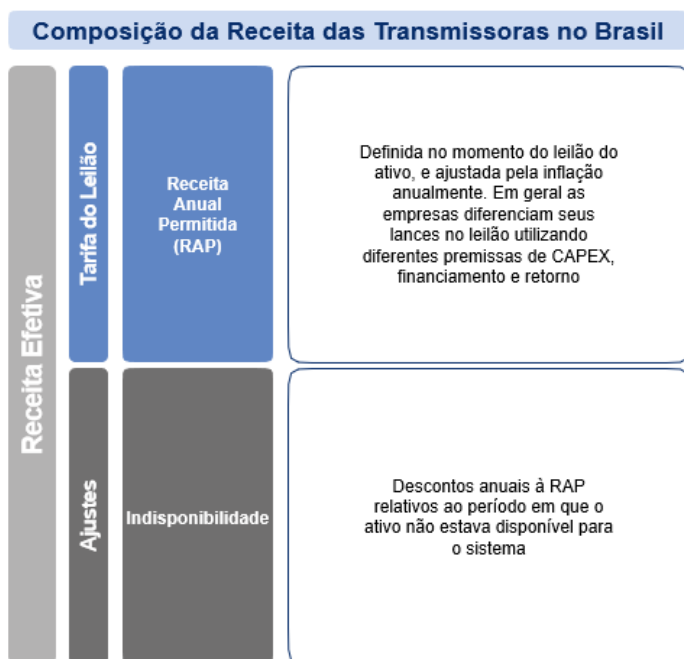 Composição da Receita das Transmissoras no Brasil
Receita Efetiva
Tarifa do Leilão
Receita
Anual
Permitida
(RAP)
Definida no momento do leilão do
ativo, e ajustada pela inflação
anualmente. Em geral as
empresas diferenciam seus
lances no leilão utilizando
diferentes premissas de CAPEX,
financiamento e retorno
Ajustes
Indisponibilidade
Descontos anuais à RAP
relativos ao período em que o
ativo não estava disponível para
o sistema